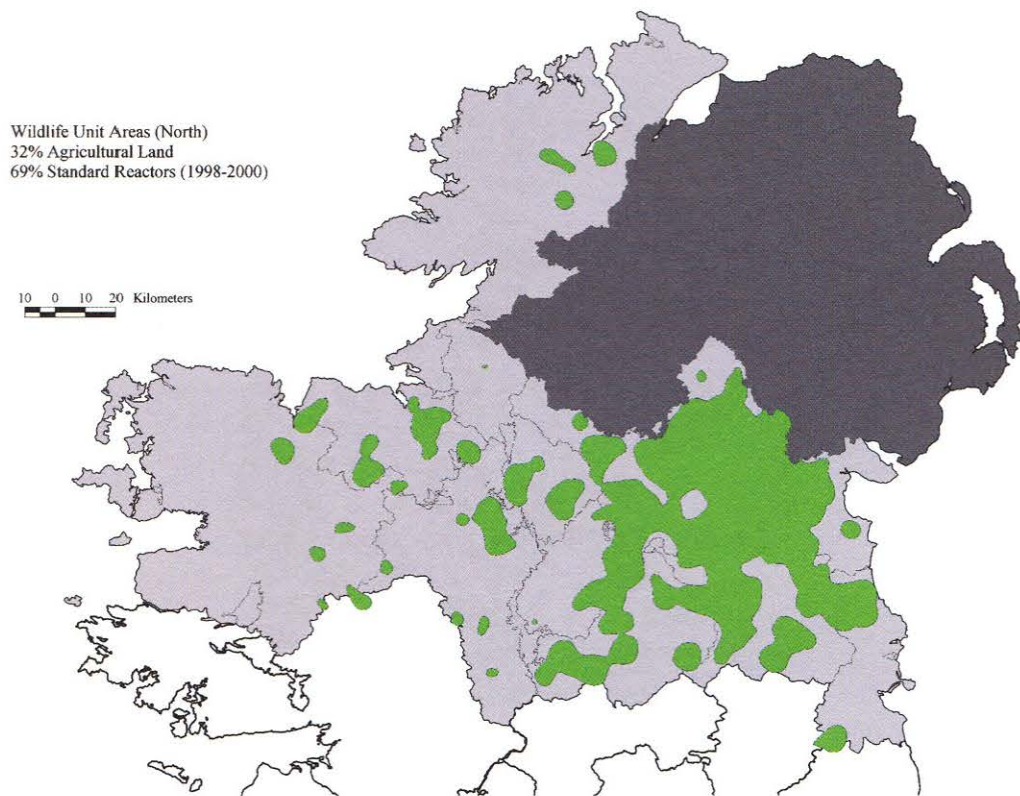 Wildlife Unit Areas (North)
32% Agricultural Land
69% Standard Reactors (1998-2000)
10 0 10 20 Kilometers